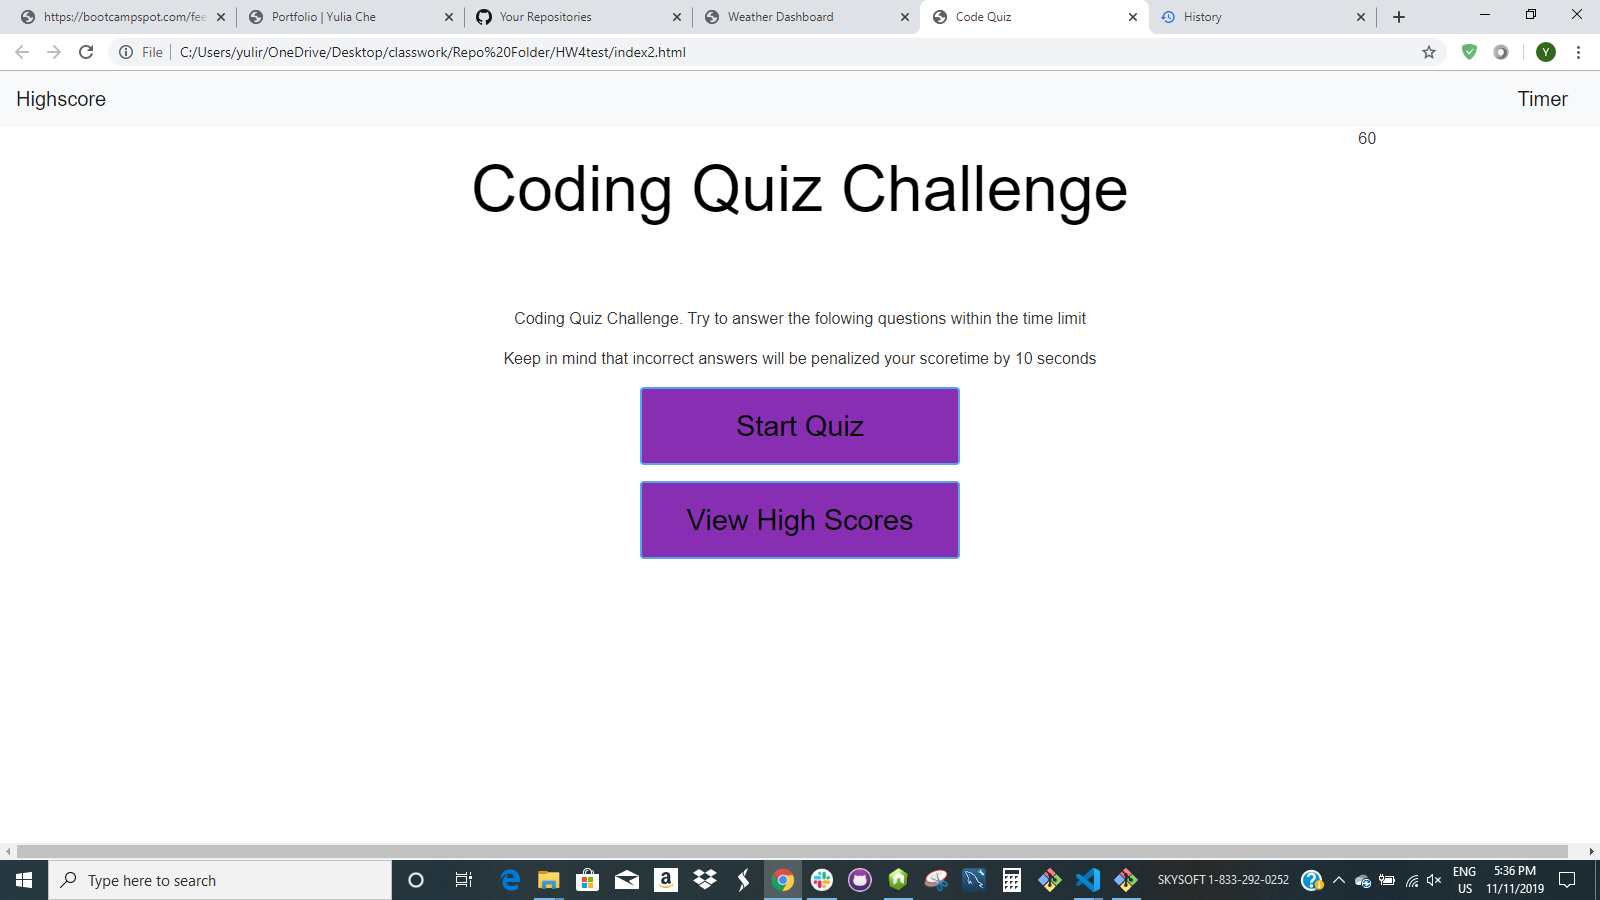 https://bootcampspot.com/fee
Portfolio | Yulia Che
Your Repositories
Weather Dashboard
Code Quiz
History
File
C:/Users/yulir/OneDrive/Desktop/classwork/Repo%20Folder/HW4test/index2.html
Y
Highscore
Timer
60
Coding Quiz Challenge
Coding Quiz Challenge. Try to answer the folowing questions within the time limit
Keep in mind that incorrect answers will be penalized your scoretime by 10 seconds
Start Quiz
View High Scores
Type here to search
SKYSOFT 1-833-292-0252
ENG
US
5:36 PM
11/11/2019